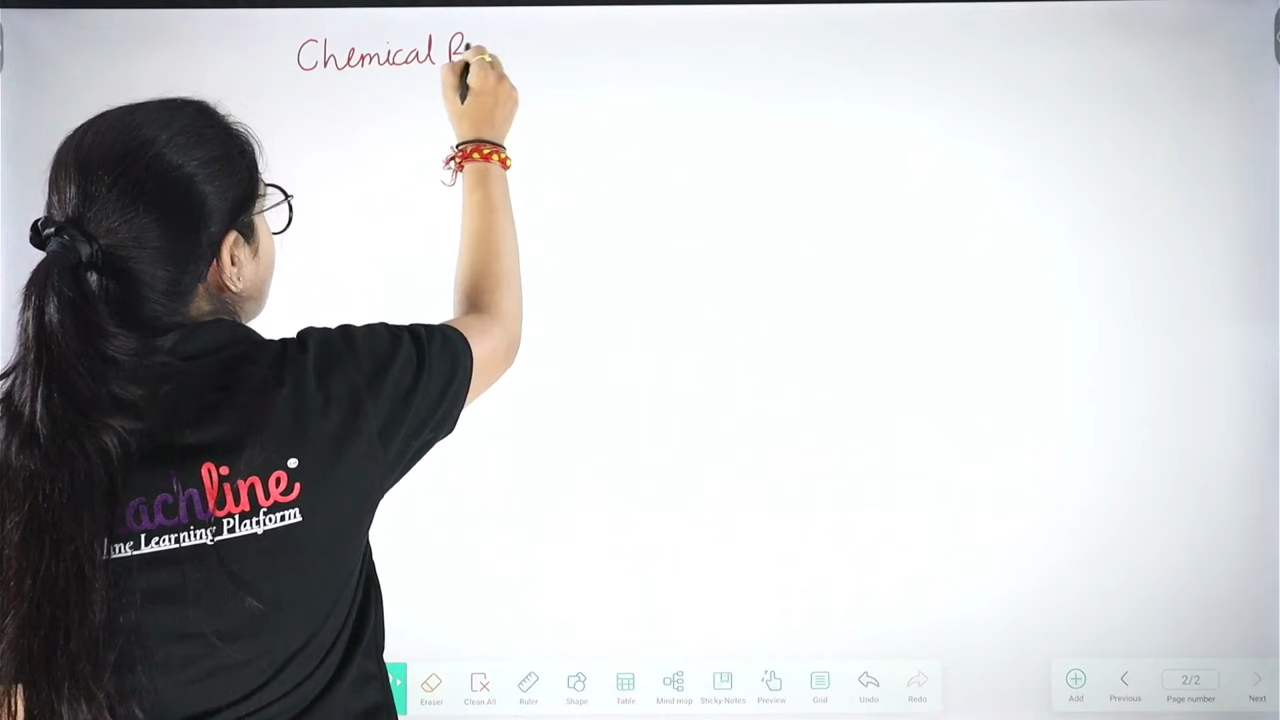 Chemical
achline
Learning Platform
Eraser
Clean All
Ruler
Shape
Table
Mind map
Sticky-Notes
Preview
Grid
Undo
Redo
Add
Previous
2/2
Page number
Next